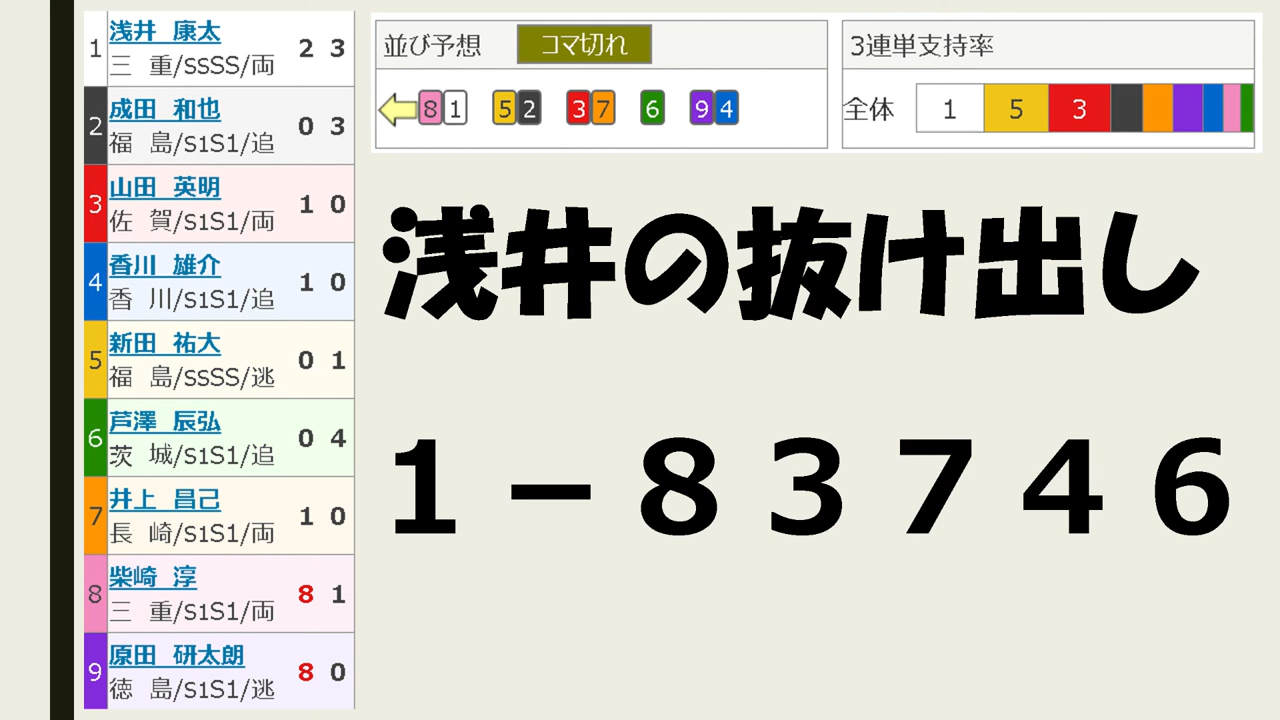 1 浅井 康太 2 3
三 重/SSSS/両
2 成田 和也 0 3
福 島/S1S1/追
3 山田 英明 1 0
佐 賀/S1S1/両
4 香川 雄介 1 0
香 川/S1S1/追
5 新田 祐大 0 1
福 島/SSSS/逃
6 芦澤 辰弘 0 4
茨 城/S1S1/追
7 井上 昌己 1 0
長 崎/S1S1/両
8 柴崎 淳 8 1
三 重/S1S1/両
9 原田 研太朗 8 0
徳 島/S1S1/逃
並び予想 コマ切れ
8 1 5 2 3 7 6 9 4
3連単支持率
全体 1 5 3
浅井の抜け出し
1－83746